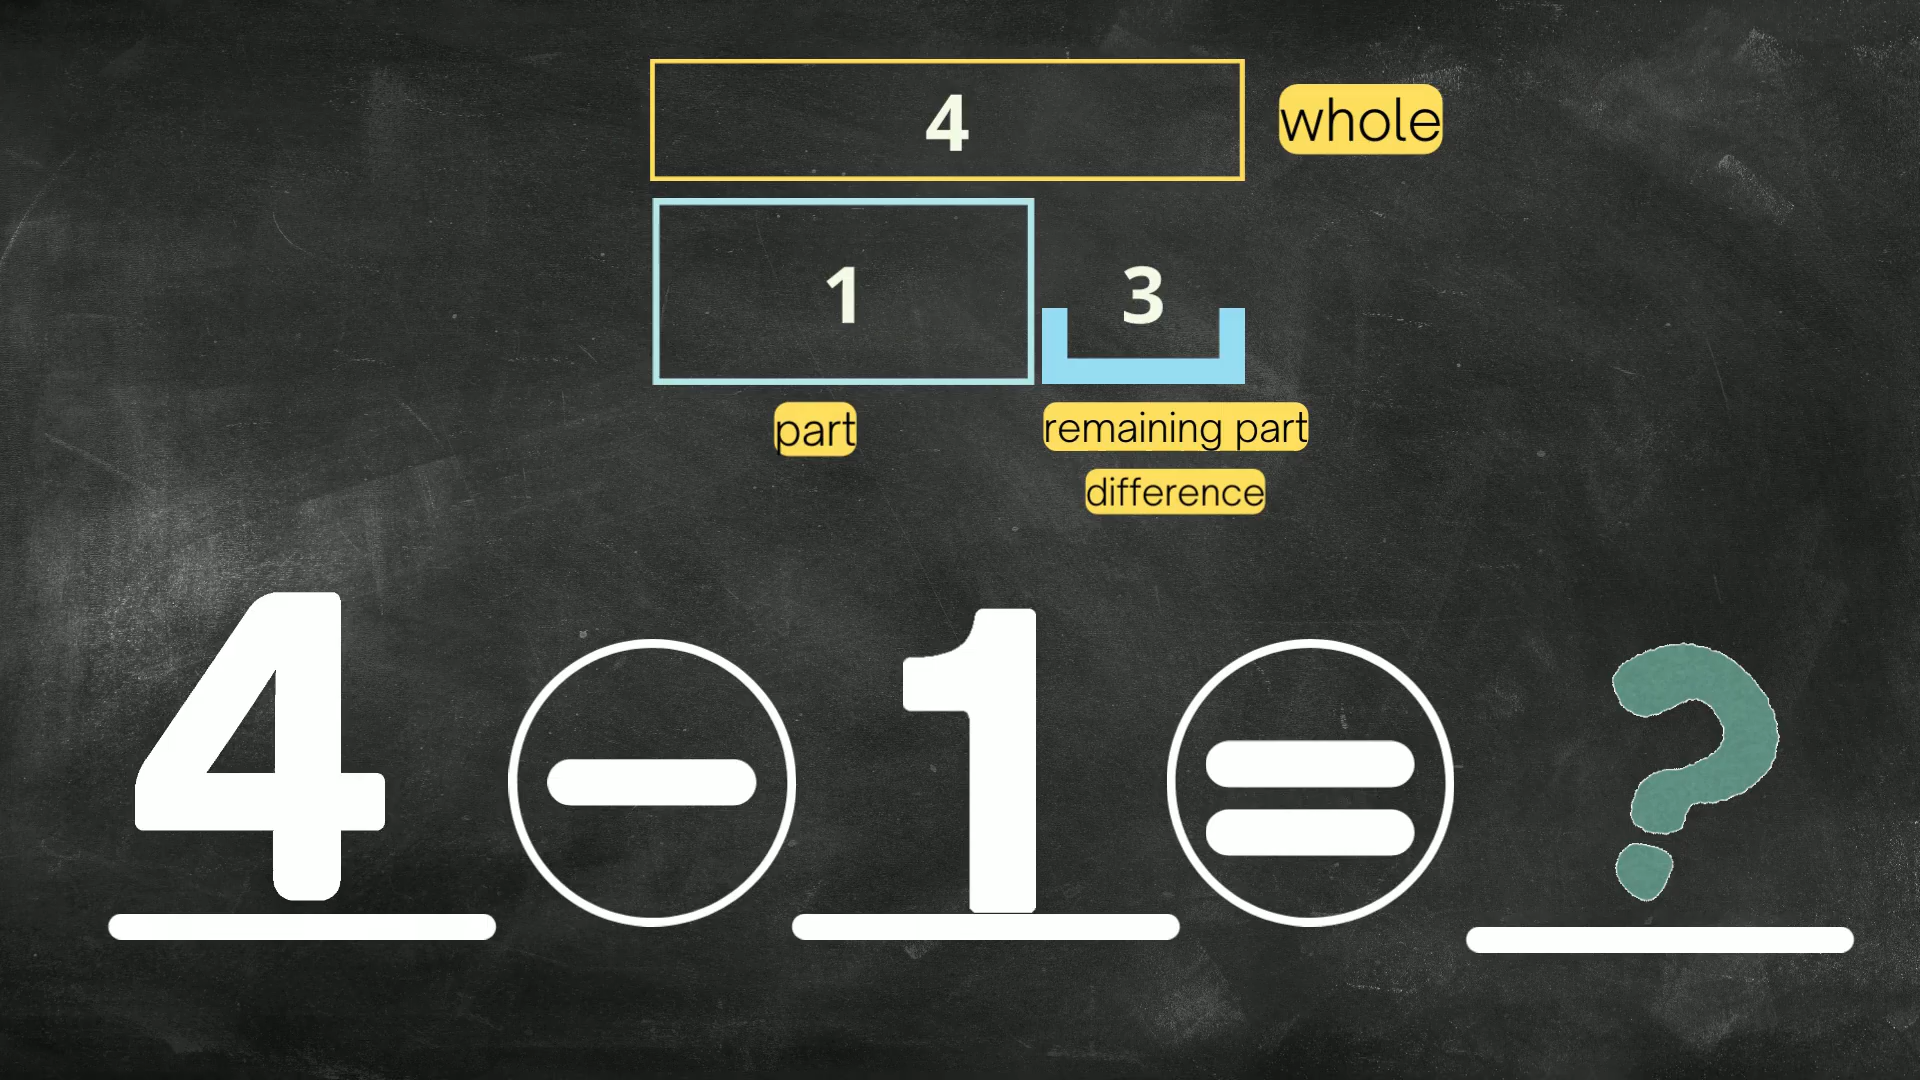 4
whole
1
3
part
remaining part
difference
4 - 1 = ?